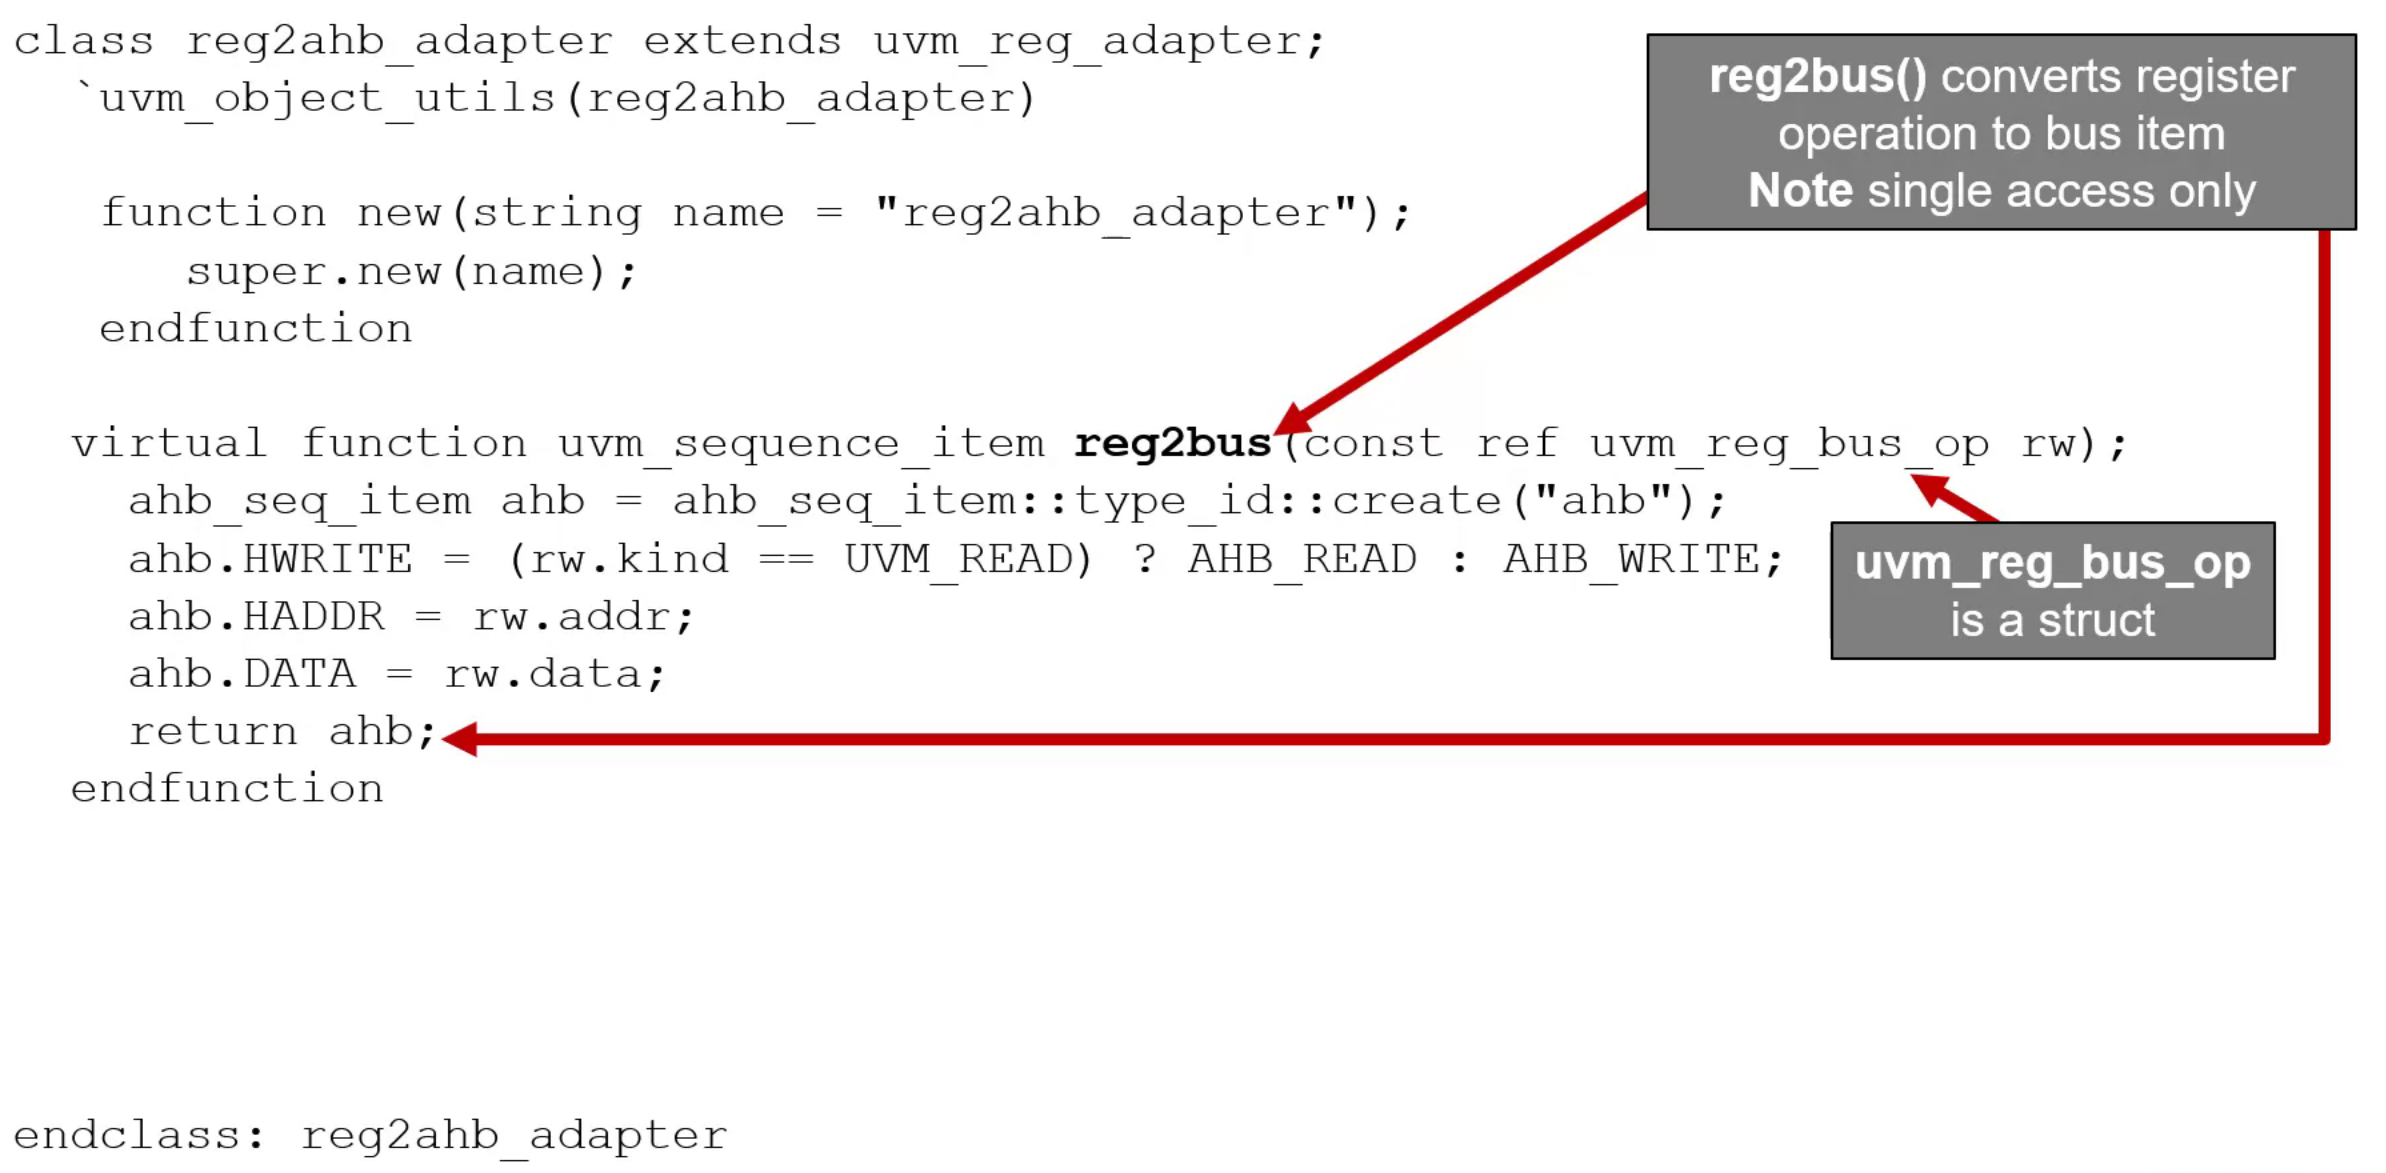 class reg2ahb_adapter extends uvm_reg_adapter;
`uvm_object_utils(reg2ahb_adapter)
function new(string name = "reg2ahb_adapter");
super.new(name);
endfunction
virtual function uvm_sequence_item reg2bus(const ref uvm_reg_bus_op rw);
ahb_seq_item ahb = ahb_seq_item::type_id::create("ahb");
ahb.HWRITE = (rw.kind == UVM_READ) ? AHB_READ : AHB_WRITE;
ahb.HADDR = rw.addr;
ahb.DATA = rw.data;
return ahb;
endfunction
endclass: reg2ahb_adapter
reg2bus() converts register
operation to bus item
Note single access only
uvm_reg_bus_op
is a struct